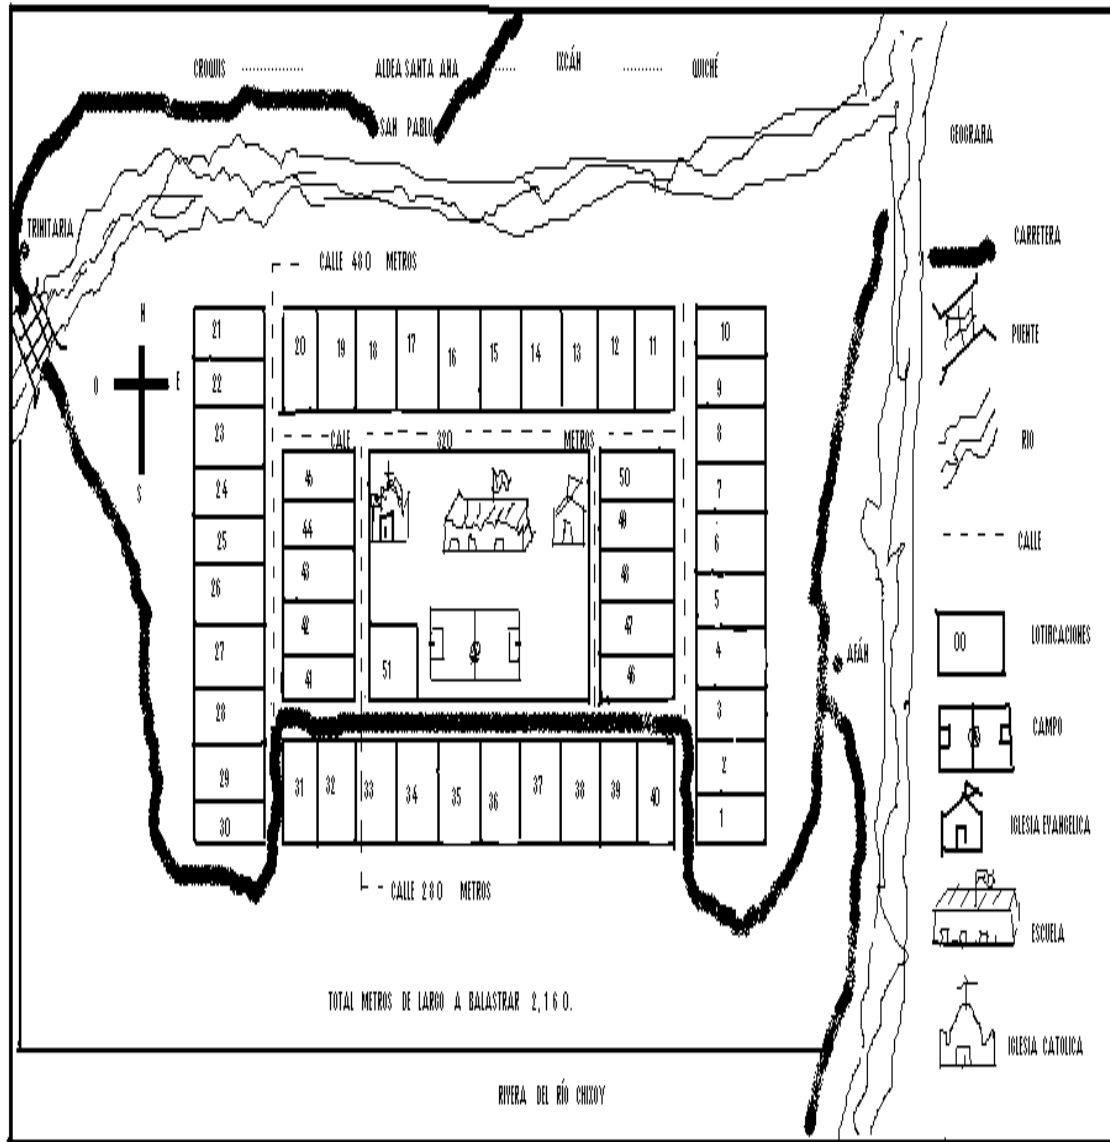 CROQUIS ............... ALDEA SANTA ANA ........ IXCÁN ............ QUICHÉ
SAN PABLO
GEOGRAFIA
TRINITARIA
CARRETERA
CALLE 480 METROS
N
O E
S
PUENTE
RIO
CALLE
LOTIFICACIONES
00
CAMPO
IGLESIA EVANGELICA
ESCUELA
IGLESIA CATOLICA
21
22
23
24
25
26
27
28
29
30
20 19 18 17 16 15 14 13 12 11
10
9
8
7
6
5
4
3
2
1
CALE 320 METROS
44
43
42
41
51
50
48
47
46
AFÁN
31 32 33 34 35 36 37 38 39 40
CALLE 280 METROS
TOTAL METROS DE LARGO A BALASTRAR 2,160.
RIVERA DEL RÍO CHIXOY